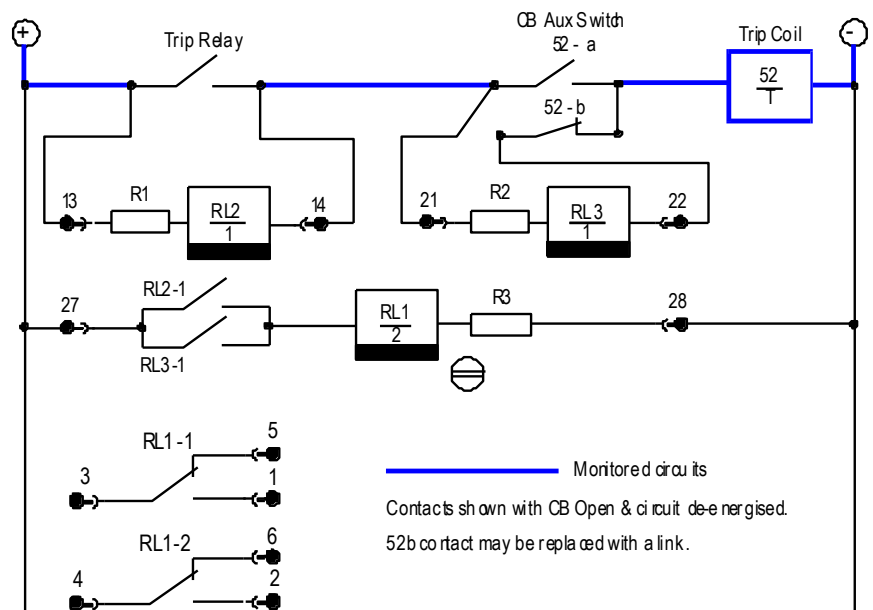 +
Trip Relay
CB Aux Switch
52 - a
Trip Coil
-
52
T
52 - b
13
R1
RL2
1
14
21
R2
RL3
1
22
27
RL2-1
RL3-1
RL1
2
R3
28
RL1-1
5
3
1
RL1-2
6
4
2
Monitored circuits
Contacts shown with CB Open & circuit de-energised.
52b contact may be replaced with a link.